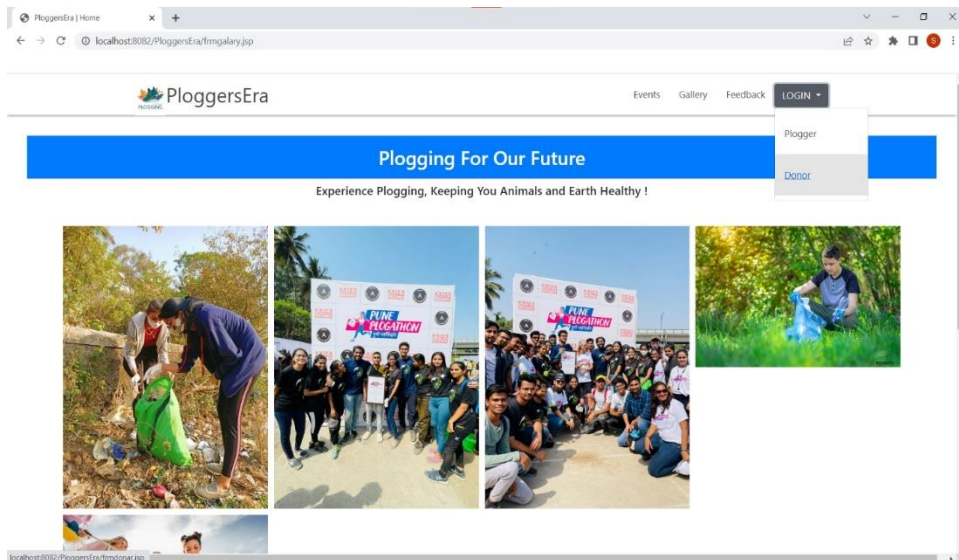 PloggersEra | Home
localhost:8082/PloggersEra/frmgalary.jsp
S
PLOGGING
PloggersEra
Events Gallery Feedback LOGIN
Plogger
Donor
Plogging For Our Future
Experience Plogging, Keeping You Animals and Earth Healthy !
PUNE
PLOGATHON
PUNE
PLOGATHON
localhost:8082/PloggersEra/frmdonar.jsp